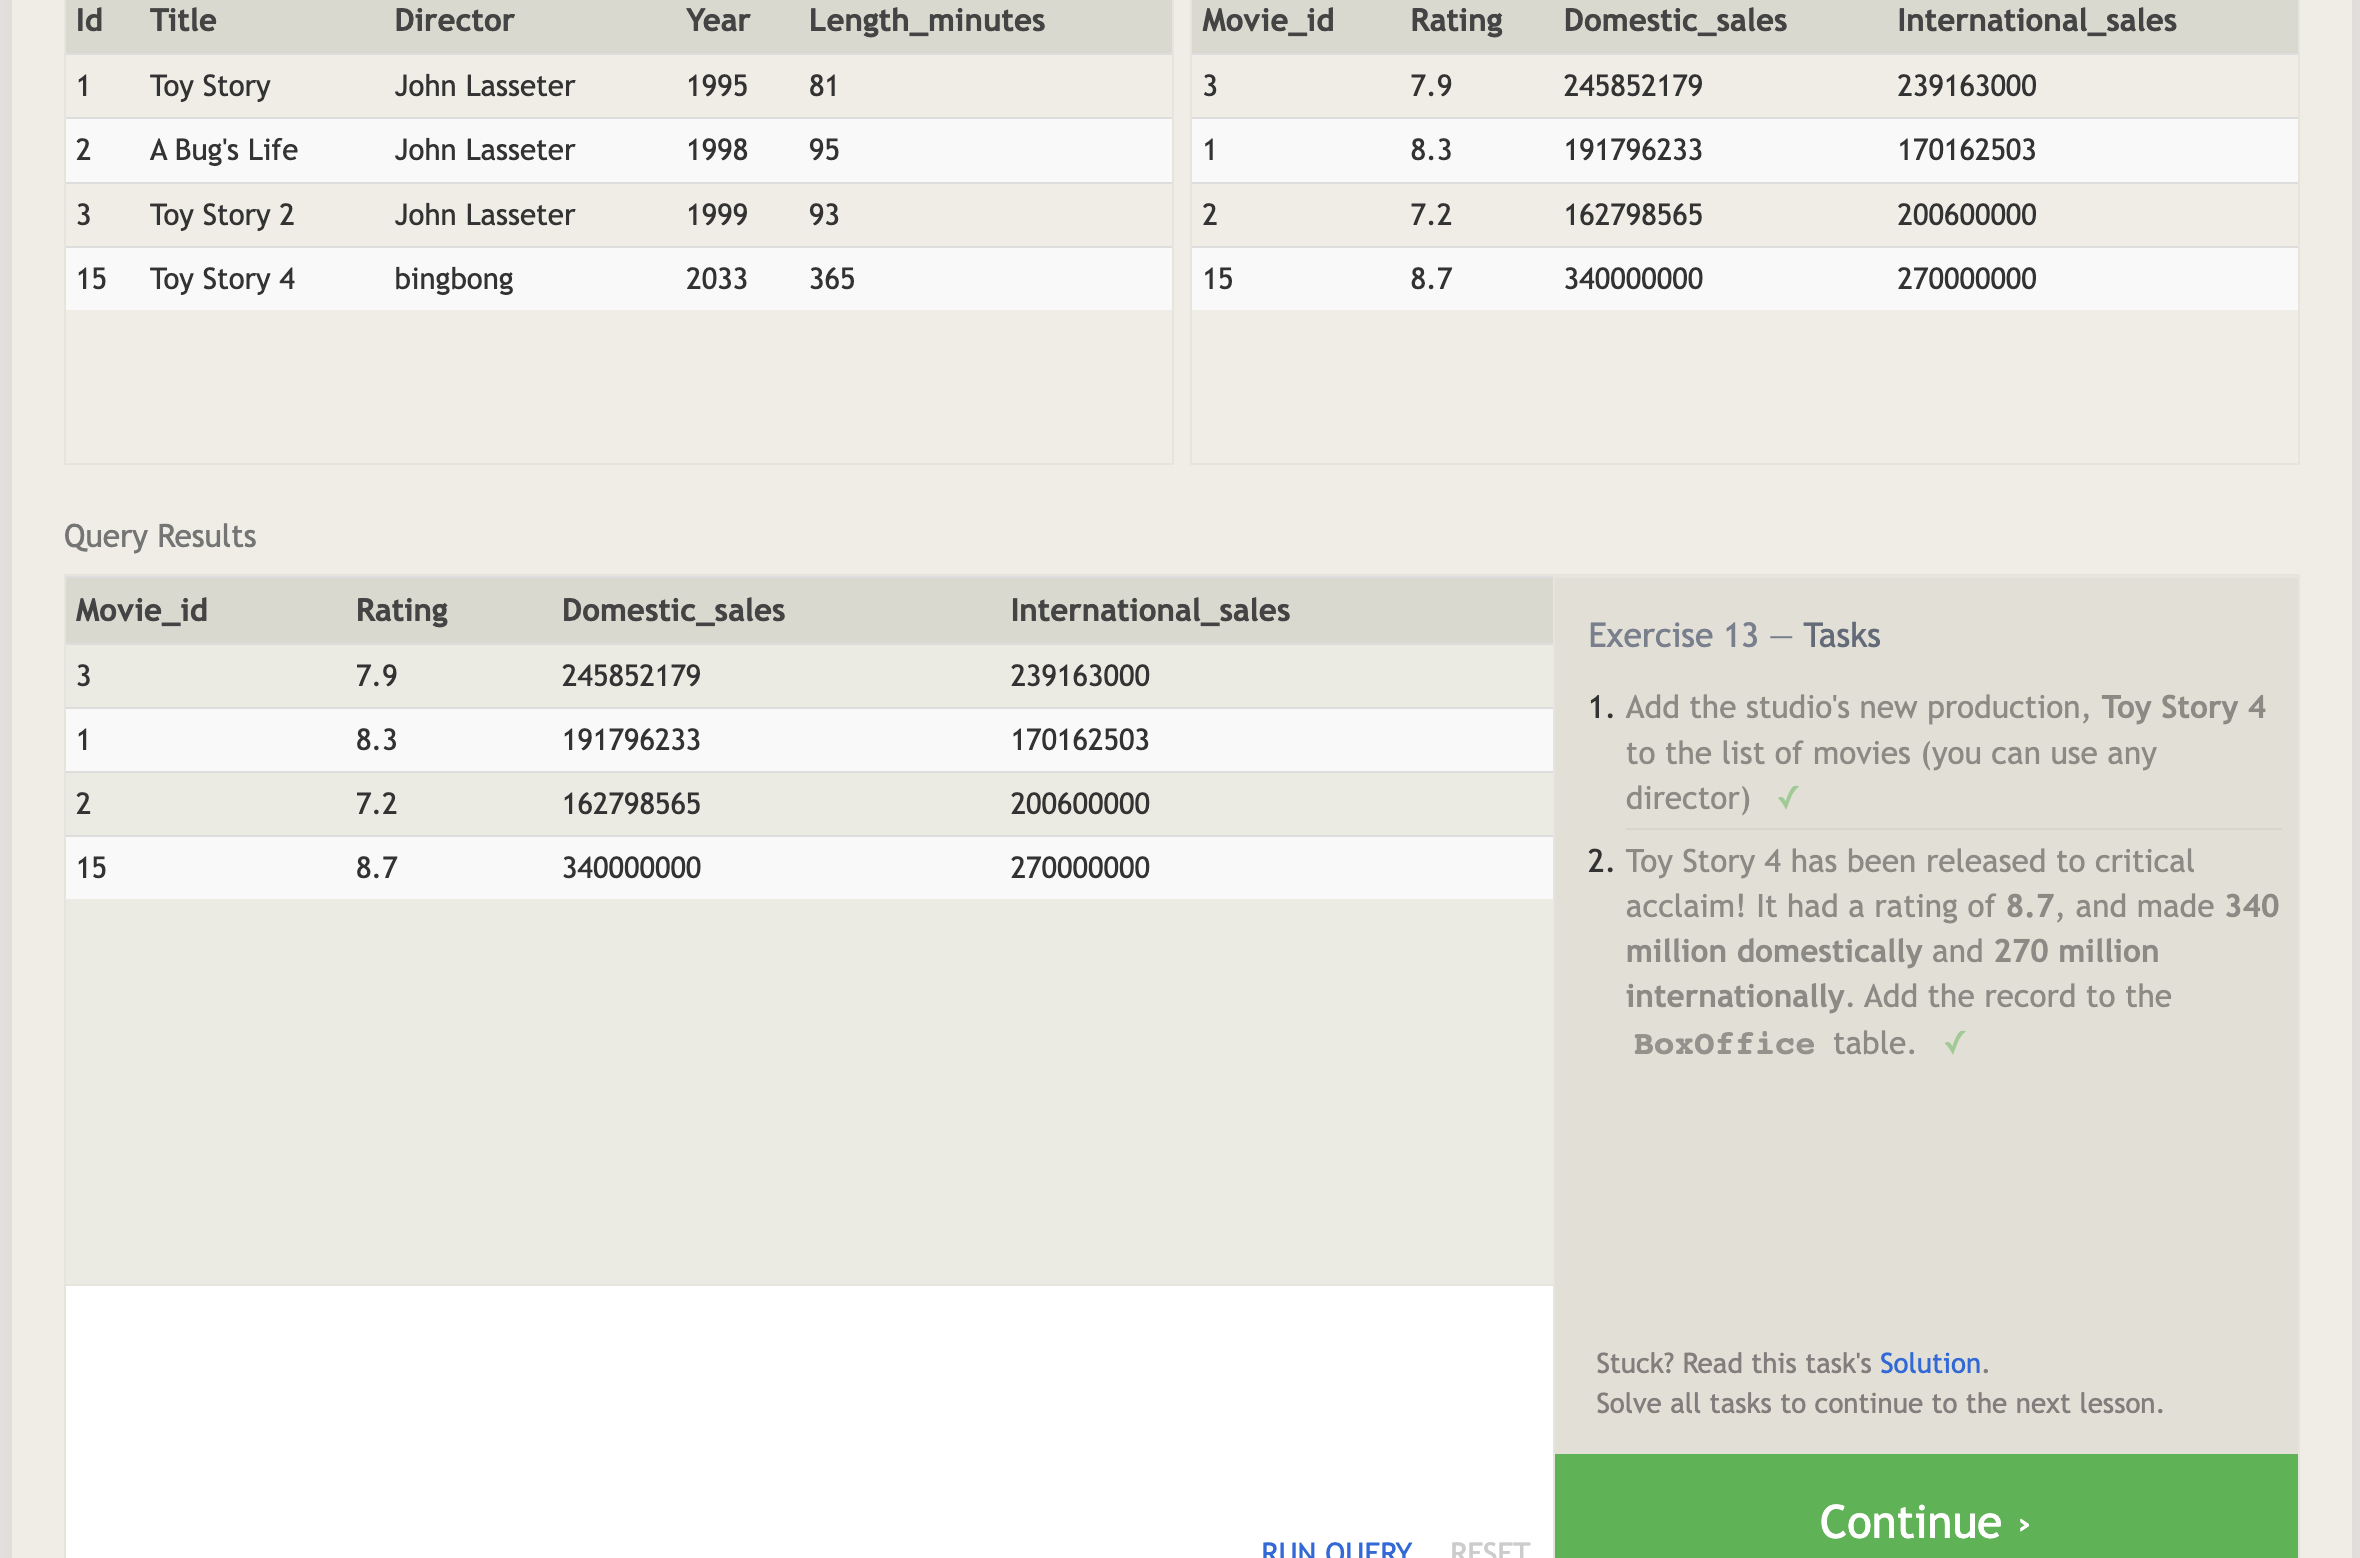 Id Title Director Year Length_minutes
1 Toy Story John Lasseter 1995 81
2 A Bug's Life John Lasseter 1998 95
3 Toy Story 2 John Lasseter 1999 93
15 Toy Story 4 bingbong 2033 365
Movie_id Rating Domestic_sales International_sales
3 7.9 245852179 239163000
1 8.3 191796233 170162503
2 7.2 162798565 200600000
15 8.7 340000000 270000000
Query Results
Movie_id Rating Domestic_sales International_sales
3 7.9 245852179 239163000
1 8.3 191796233 170162503
2 7.2 162798565 200600000
15 8.7 340000000 270000000
RUN QUERY RESET
Exercise 13 — Tasks
1. Add the studio's new production, Toy Story 4
to the list of movies (you can use any
director) ✓
2. Toy Story 4 has been released to critical
acclaim! It had a rating of 8.7, and made 340
million domestically and 270 million
internationally. Add the record to the
BoxOffice table. ✓
Stuck? Read this task's Solution.
Solve all tasks to continue to the next lesson.
Continue ›